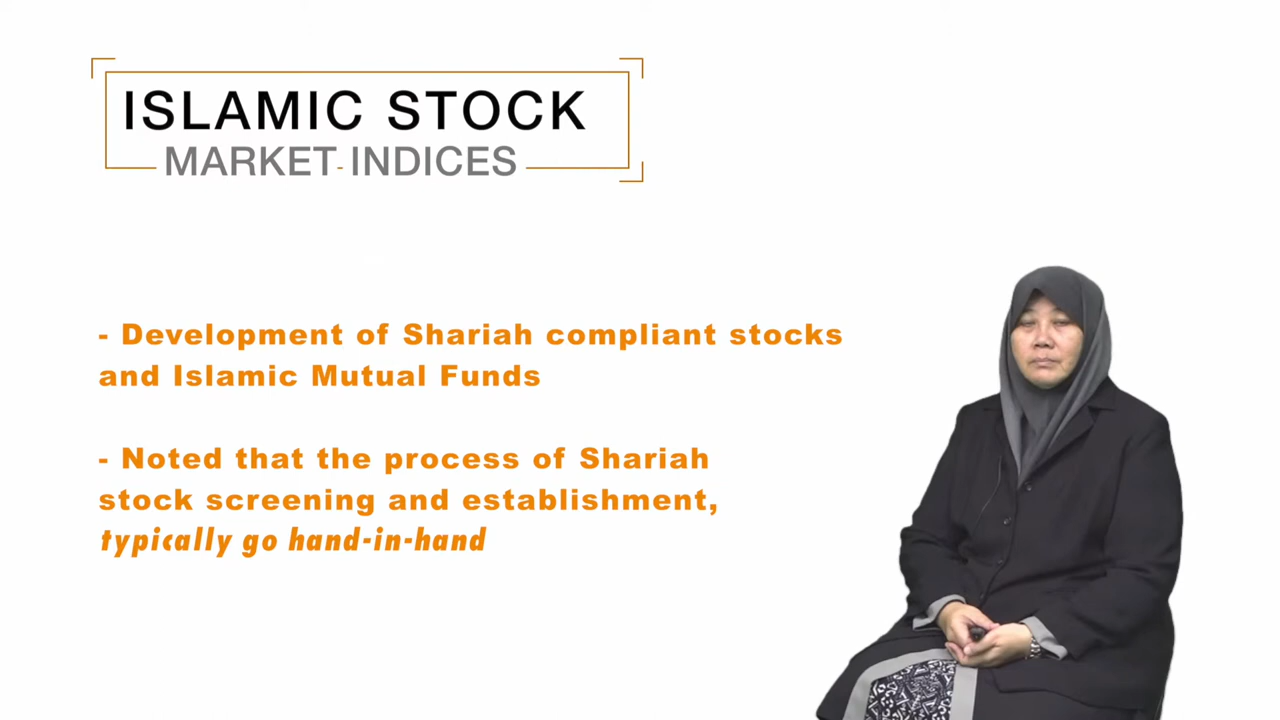 ISLAMIC STOCK
MARKET INDICES
- Development of Shariah compliant stocks
and Islamic Mutual Funds
- Noted that the process of Shariah
stock screening and establishment,
typically go hand-in-hand